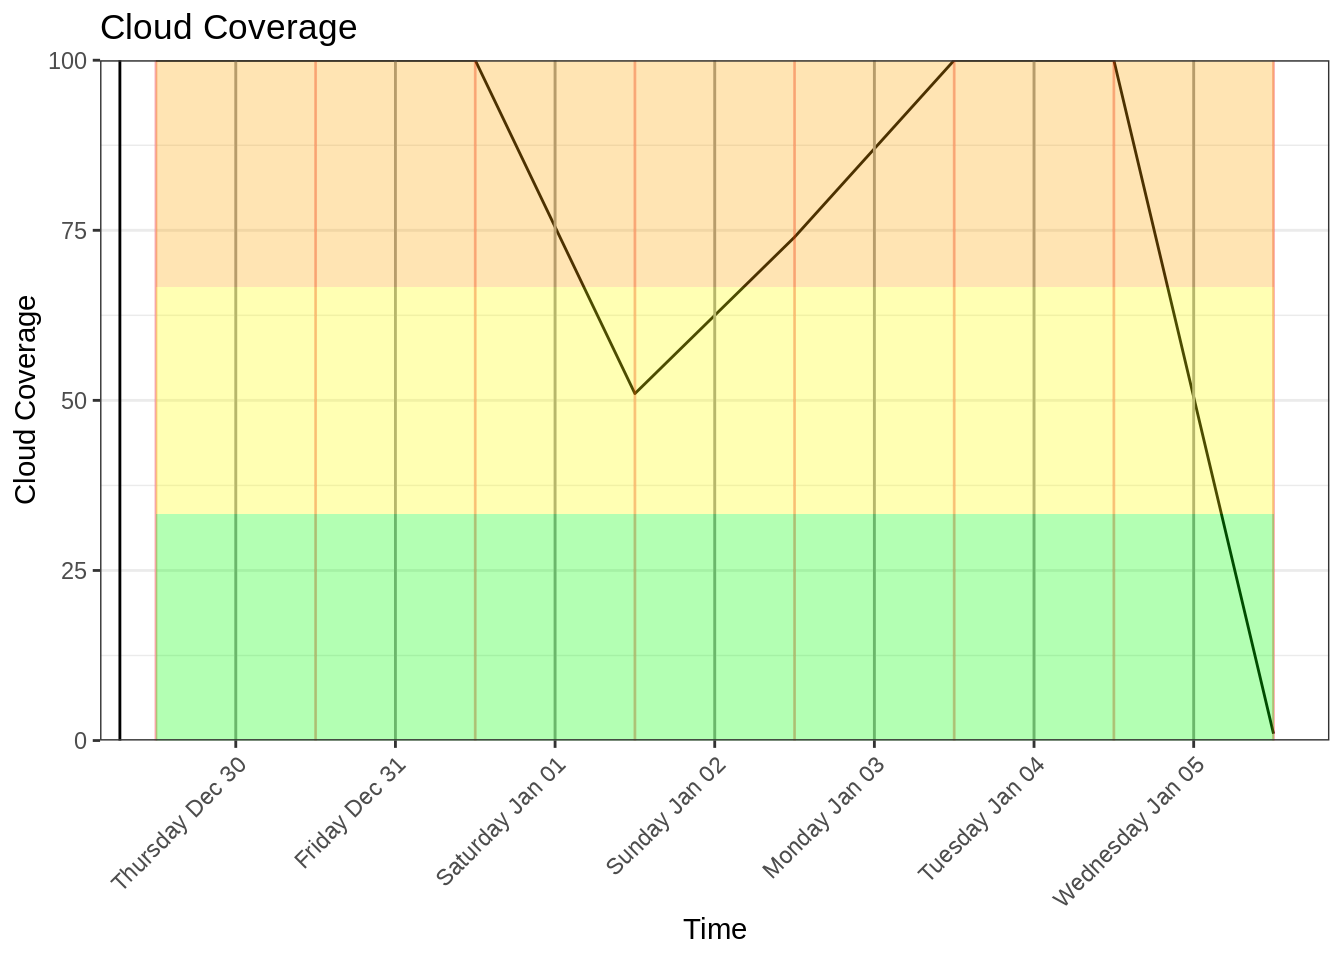 Cloud Coverage
100
75
50
25
0
Cloud Coverage
Thursday Dec 30
Friday Dec 31
Saturday Jan 01
Sunday Jan 02
Monday Jan 03
Tuesday Jan 04
Wednesday Jan 05
Time